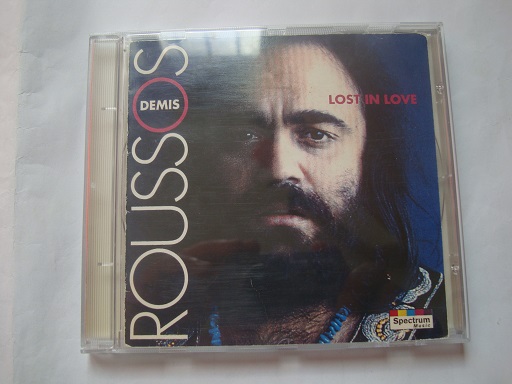 DEMIS
ROUSSOS
LOST IN LOVE
Spectrum
Music